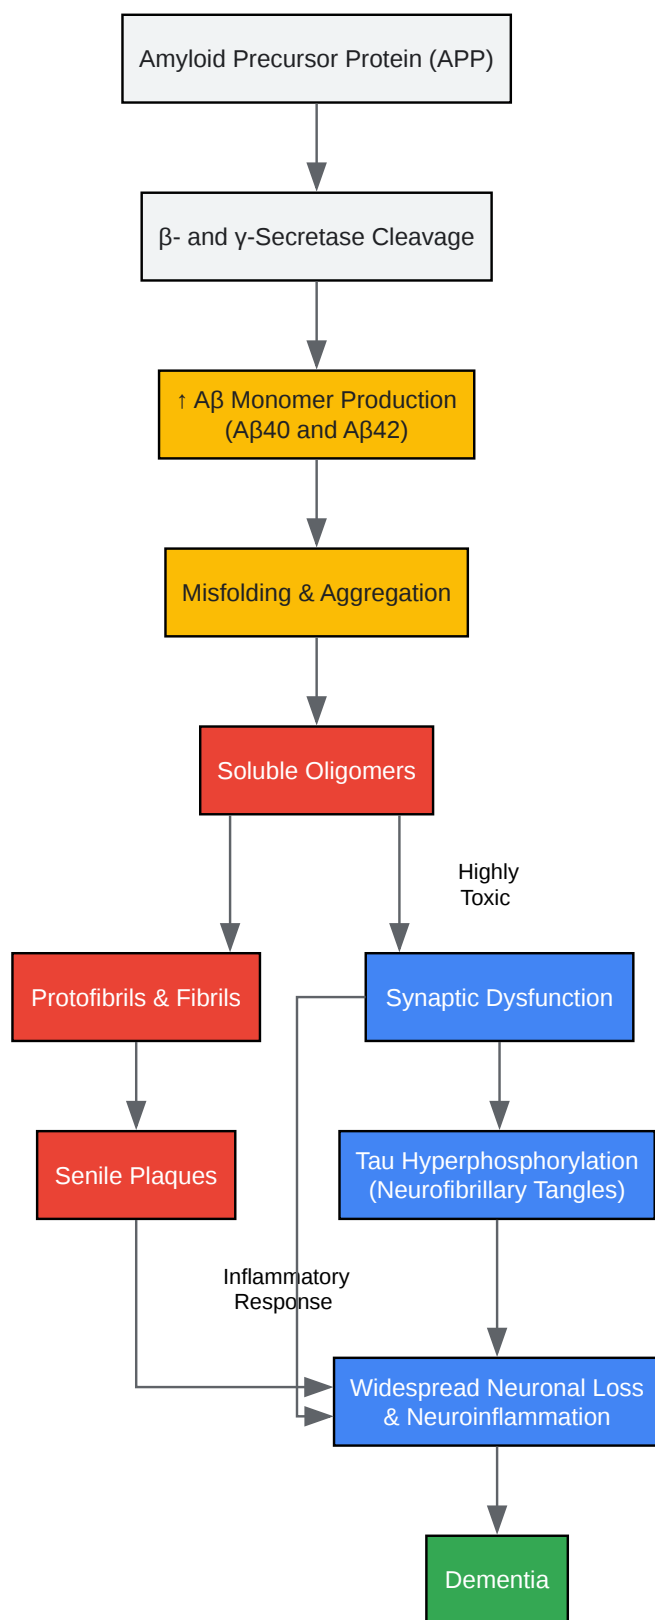 Amyloid Precursor Protein (APP)
β- and γ-Secretase Cleavage
↑ Aβ Monomer Production
(Aβ40 and Aβ42)
Misfolding & Aggregation
Soluble Oligomers
Highly
Toxic
Protofibrils & Fibrils
Synaptic Dysfunction
Senile Plaques
Tau Hyperphosphorylation
(Neurofibrillary Tangles)
Inflammatory
Response
Widespread Neuronal Loss
& Neuroinflammation
Dementia